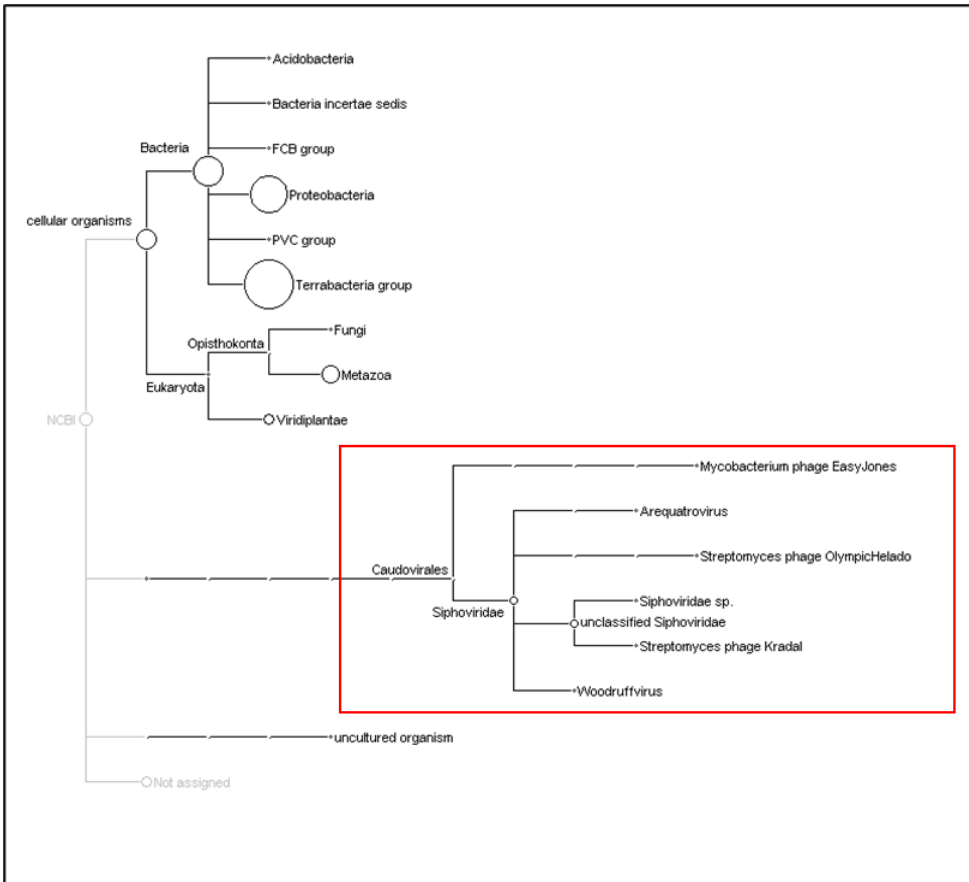 Acidobacteria
Bacteria incertae sedis
Bacteria
FCB group
Proteobacteria
cellular organisms
PVC group
Terrabacteria group
Fungi
Opisthokonta
Metazoa
Eukaryota
NCBI
Viridiplantae
Mycobacterium phage EasyJones
Arequatrovirus
Streptomyces phage OlympicHelado
Caudovirales
Siphoviridae sp.
Siphoviridae
unclassified Siphoviridae
Streptomyces phage Kradal
Woodruffvirus
uncultured organism
Not assigned